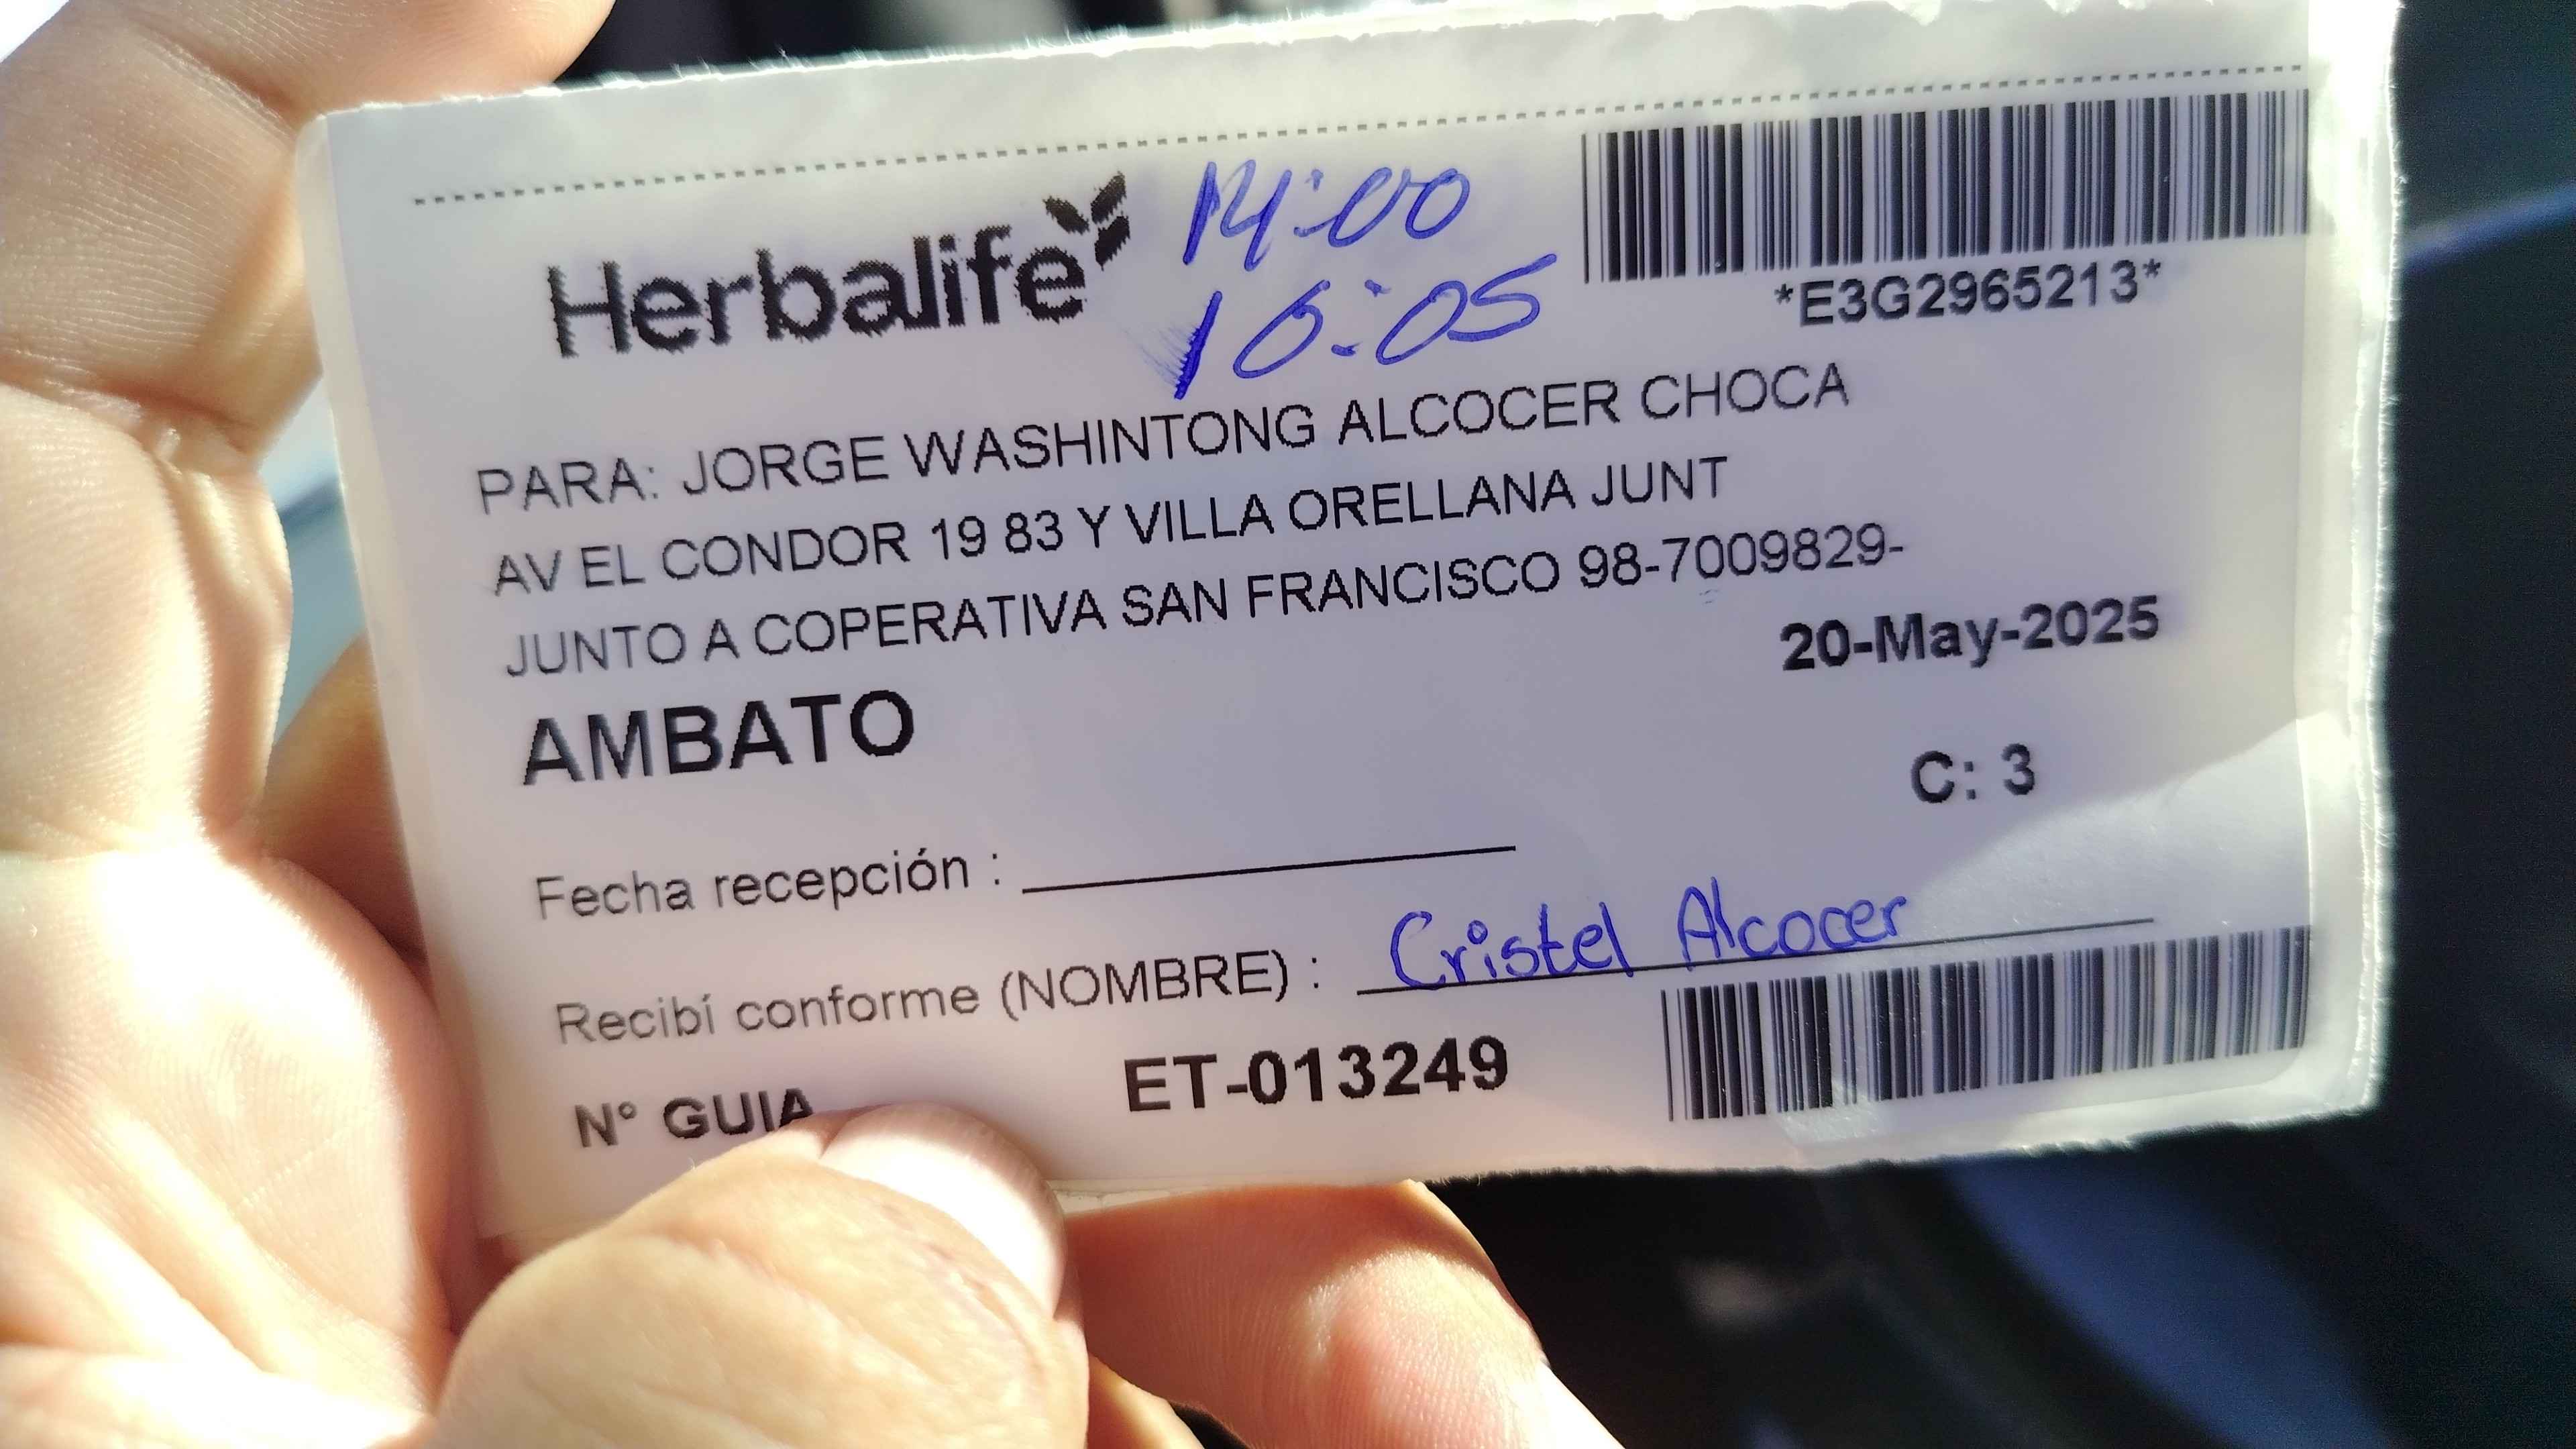 Herbalife
14:00
16:05
*E3G2965213*
PARA: JORGE WASHINTONG ALCOCER CHOCA
AV EL CONDOR 19 83 Y VILLA ORELLANA JUNT
JUNTO A COPERATIVA SAN FRANCISCO 98-7009829-
20-May-2025
AMBATO
C: 3
Fecha recepción :
Recibí conforme (NOMBRE) : Cristel Alcocer
N° GUIA ET-013249